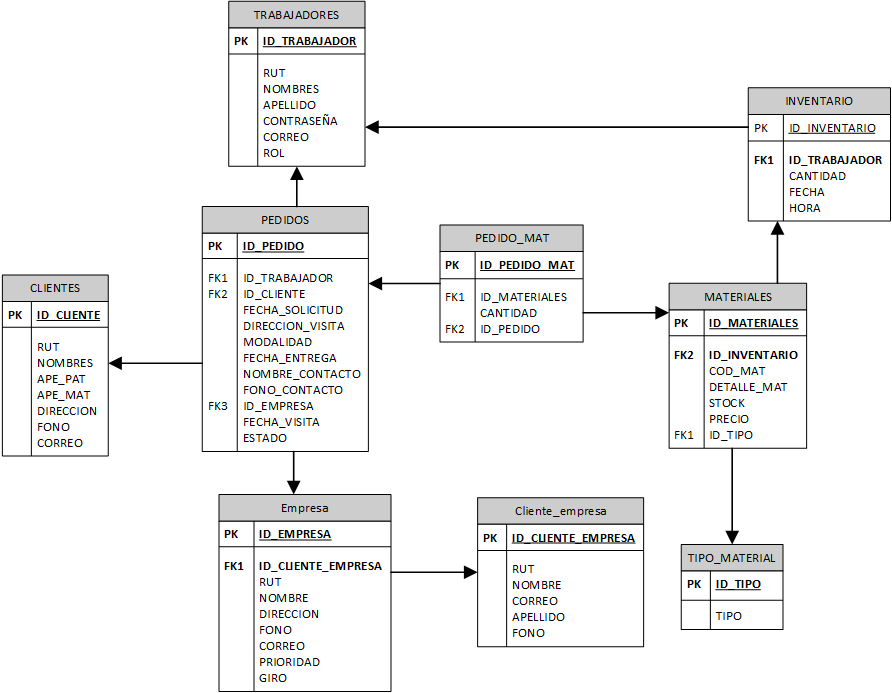 TRABAJADORES
PK ID_TRABAJADOR
RUT
NOMBRES
APELLIDO
CONTRASEÑA
CORREO
ROL
INVENTARIO
PK ID_INVENTARIO
FK1 ID_TRABAJADOR
CANTIDAD
FECHA
HORA
PEDIDOS
PK ID_PEDIDO
FK1 ID_TRABAJADOR
FK2 ID_CLIENTE
FECHA_SOLICITUD
DIRECCION_VISITA
MODALIDAD
FECHA_ENTREGA
NOMBRE_CONTACTO
FONO_CONTACTO
FK3 ID_EMPRESA
FECHA_VISITA
ESTADO
PEDIDO_MAT
PK ID_PEDIDO_MAT
FK1 ID_MATERIALES
CANTIDAD
FK2 ID_PEDIDO
CLIENTES
PK ID_CLIENTE
RUT
NOMBRES
APE_PAT
APE_MAT
DIRECCION
FONO
CORREO
MATERIALES
PK ID_MATERIALES
FK2 ID_INVENTARIO
COD_MAT
DETALLE_MAT
STOCK
PRECIO
FK1 ID_TIPO
Empresa
PK ID_EMPRESA
FK1 ID_CLIENTE_EMPRESA
RUT
NOMBRE
DIRECCION
FONO
CORREO
PRIORIDAD
GIRO
Cliente_empresa
PK ID_CLIENTE_EMPRESA
RUT
NOMBRE
CORREO
APELLIDO
FONO
TIPO_MATERIAL
PK ID_TIPO
TIPO